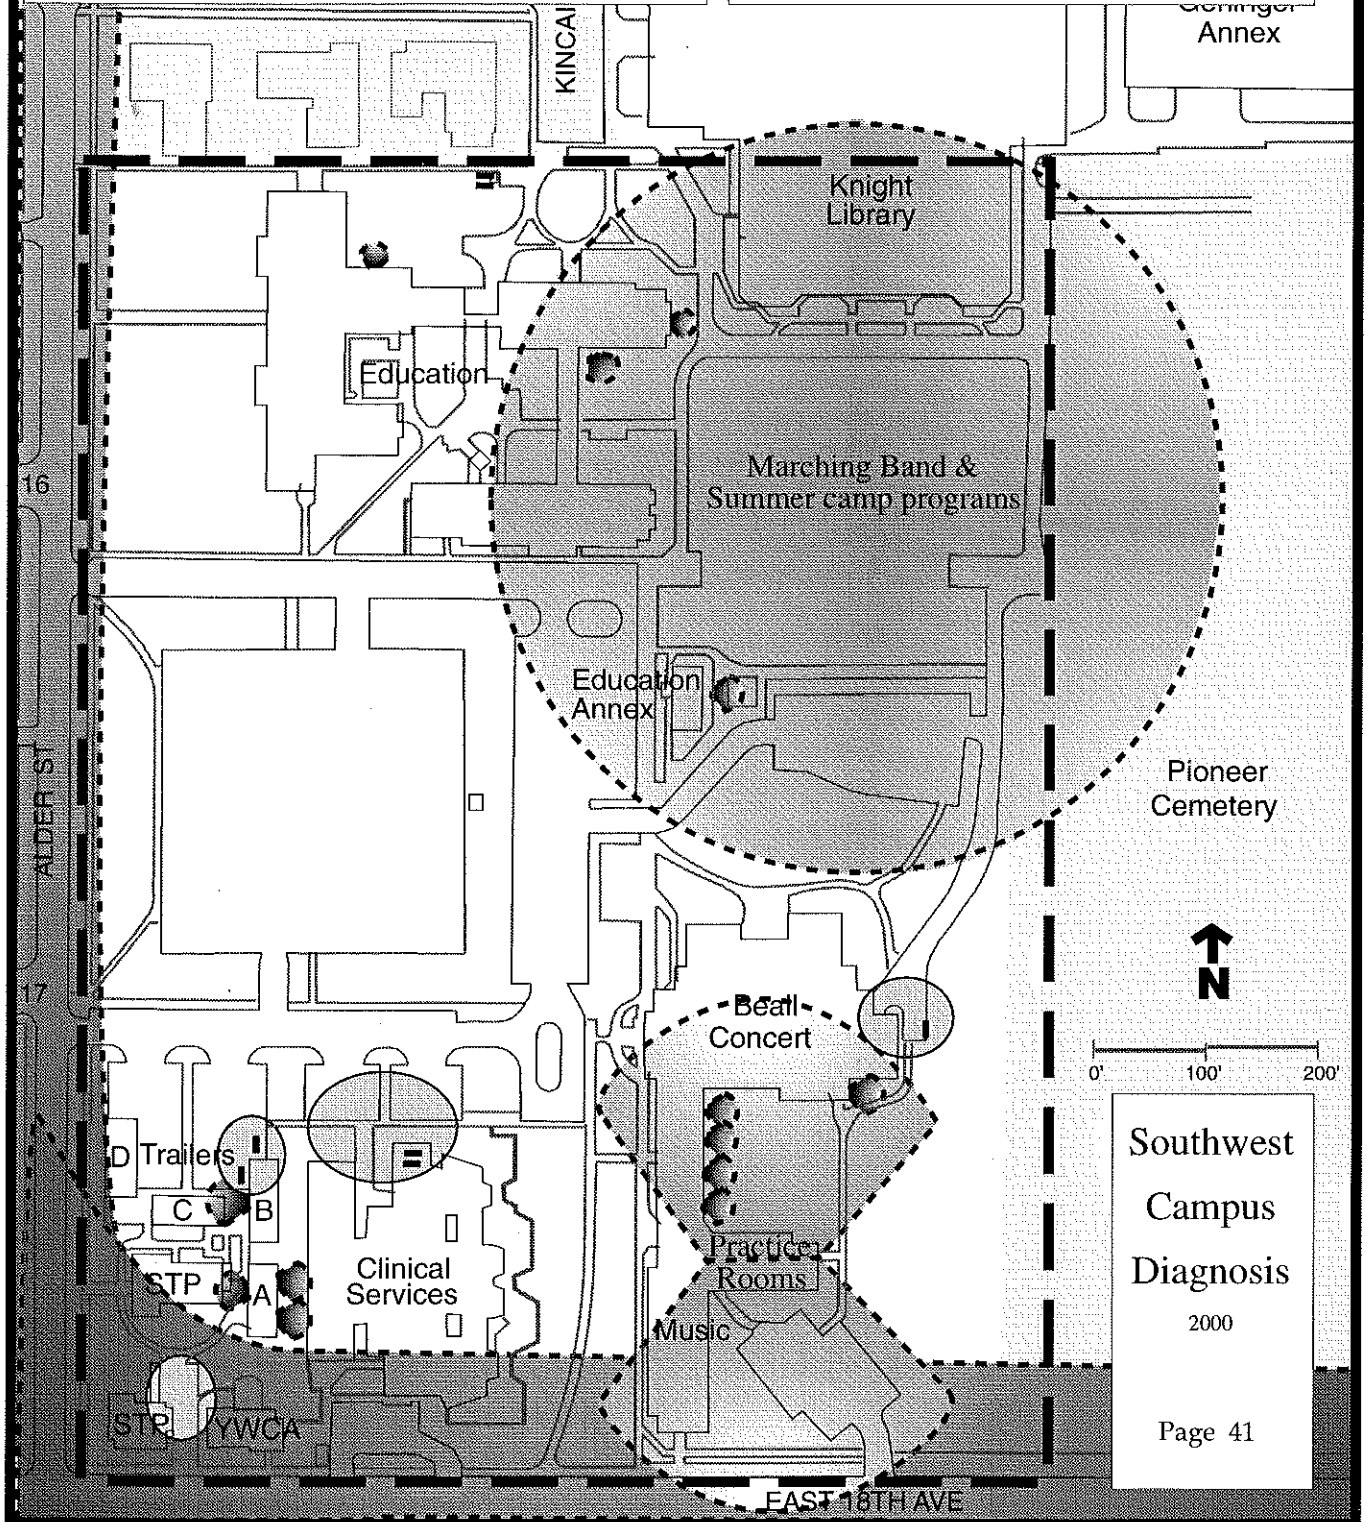 KINCAI
Annex
Knight
Library
Education
16
Marching Band &
Summer camp programs
Education
Annex
ALDER ST
Pioneer
Cemetery
17
N
Beall
Concert
0' 100' 200'
D Trailers
C B
STP A
Clinical
Services
Practice
Rooms
Music
STP YWCA
EAST 18TH AVE
Southwest
Campus
Diagnosis
2000
Page 41